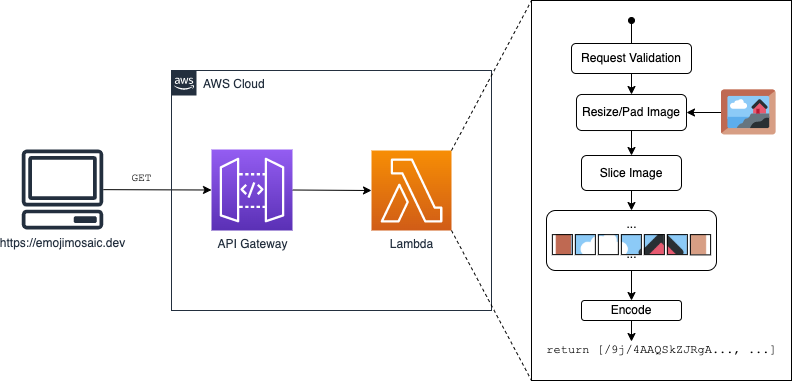 https://emojimosaic.dev
GET
aws
AWS Cloud
</>
API Gateway
Lambda
Request Validation
Resize/Pad Image
Slice Image
...
...
Encode
return [/9j/4AAQSkZJRgA..., ...]